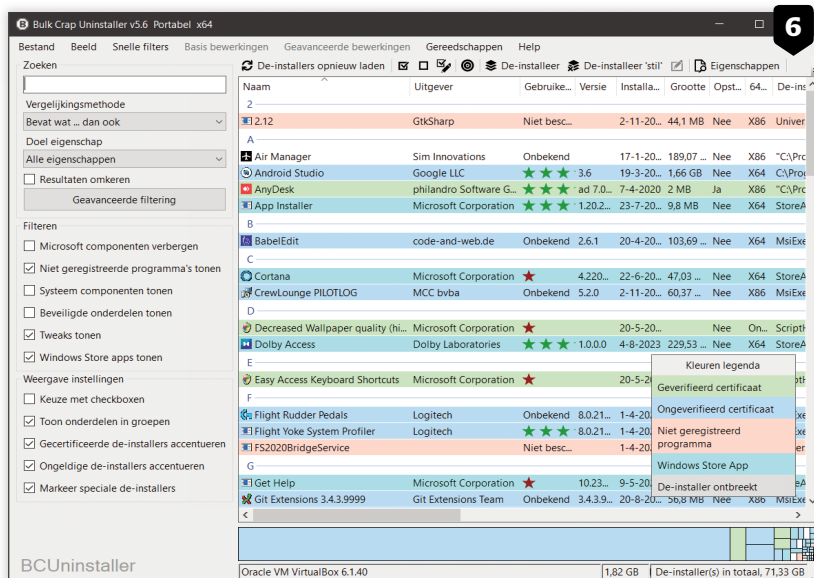 Bulk Crap Uninstaller v5.6 Portabel x64
6
Bestand Beeld Snelle filters Basis bewerkingen Geavanceerde bewerkingen Gereedschappen Help
Zoeken
Vergelijkingsmethode
Bevat wat ... dan ook
Doel eigenschap
Alle eigenschappen
Resultaten omkeren
Geavanceerde filtering
Filteren
Microsoft componenten verbergen
Niet geregistreerde programma's tonen
Systeem componenten tonen
Beveiligde onderdelen tonen
Tweaks tonen
Windows Store apps tonen
Weergave instellingen
Keuze met checkboxen
Toon onderdelen in groepen
Gecertificeerde de-installers accentueren
Ongeldige de-installers accentueren
Markeer speciale de-installers
BCUninstaller
De-installers opnieuw laden De-installeer De-installeer 'stil' Eigenschappen
Naam Uitgever Gebruike... Versie Installa... Grootte Opst... 64... De-ins
2
2.12 GtkSharp Niet besc... 2-11-20... 44,1 MB Nee X86 Univer
A
Air Manager Sim Innovations Onbekend 17-1-20... 189,07 ... Nee X86 "C:\Prc
Android Studio Google LLC 3.6 19-3-20... 1,66 GB Nee X64 C:\Prog
AnyDesk philandro Software G... ad 7.0... 7-4-2020 2 MB Ja X86 "C:\Prc
App Installer Microsoft Corporation 1.20.2... 23-7-20... 9,8 MB Nee X64 StoreA
B
BabelEdit code-and-web.de Onbekend 2.6.1 20-4-20... 103,69 ... Nee X64 MsiExe
C
Cortana Microsoft Corporation 4.220... 22-6-20... 47,03 ... Nee X64 StoreA
CrewLounge PILOTLOG MCC bvba Onbekend 5.2.0 2-11-20... 60,37 ... Nee X86 MsiExe
D
Decreased Wallpaper quality (hi... Microsoft Corporation 20-5-20... Nee On... ScriptH
Dolby Access Dolby Laboratories 1.0.0.0 4-8-2023 229,53 ... Nee X64 StoreA
E
Easy Access Keyboard Shortcuts Microsoft Corporation 20-5-20
F
Flight Rudder Pedals Logitech Onbekend 8.0.21... 1-4-20
Flight Yoke System Profiler Logitech 8.0.21... 1-4-20
FS2020BridgeService Niet besc... 1-4-20
G
Get Help Microsoft Corporation 10.23... 9-5-20
Git Extensions 3.4.3.9999 Git Extensions Team Onbekend 3.4.3.9... 20-8-20... 56,8 MB Nee X86 MsiExe
Kleuren legenda
Geverifieerd certificaat
Ongeverifieerd certificaat
Niet geregistreerd
programma
Windows Store App
De-installer ontbreekt
Oracle VM VirtualBox 6.1.40 1,82 GB De-installer(s) in totaal, 71,33 GB